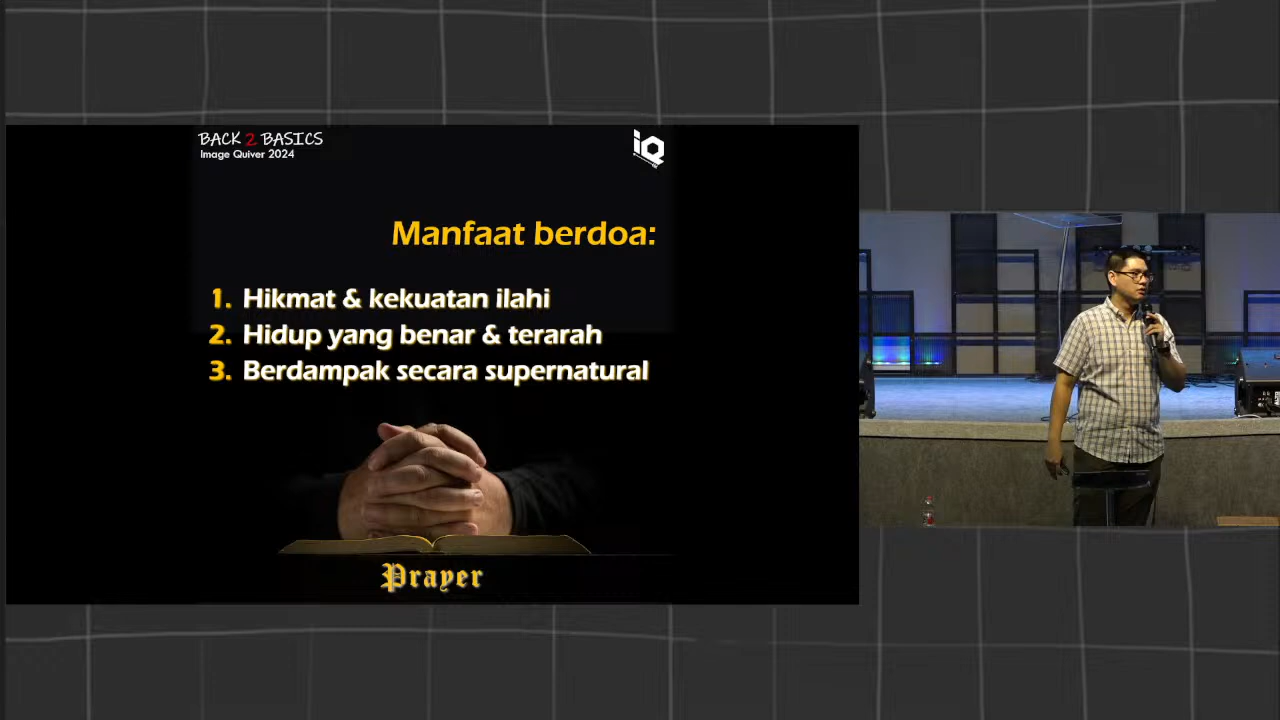 BACK 2 BASICS
Image Quiver 2024
iQ
Manfaat berdoa:
1. Hikmat & kekuatan ilahi
2. Hidup yang benar & terarah
3. Berdampak secara supernatural
Prayer